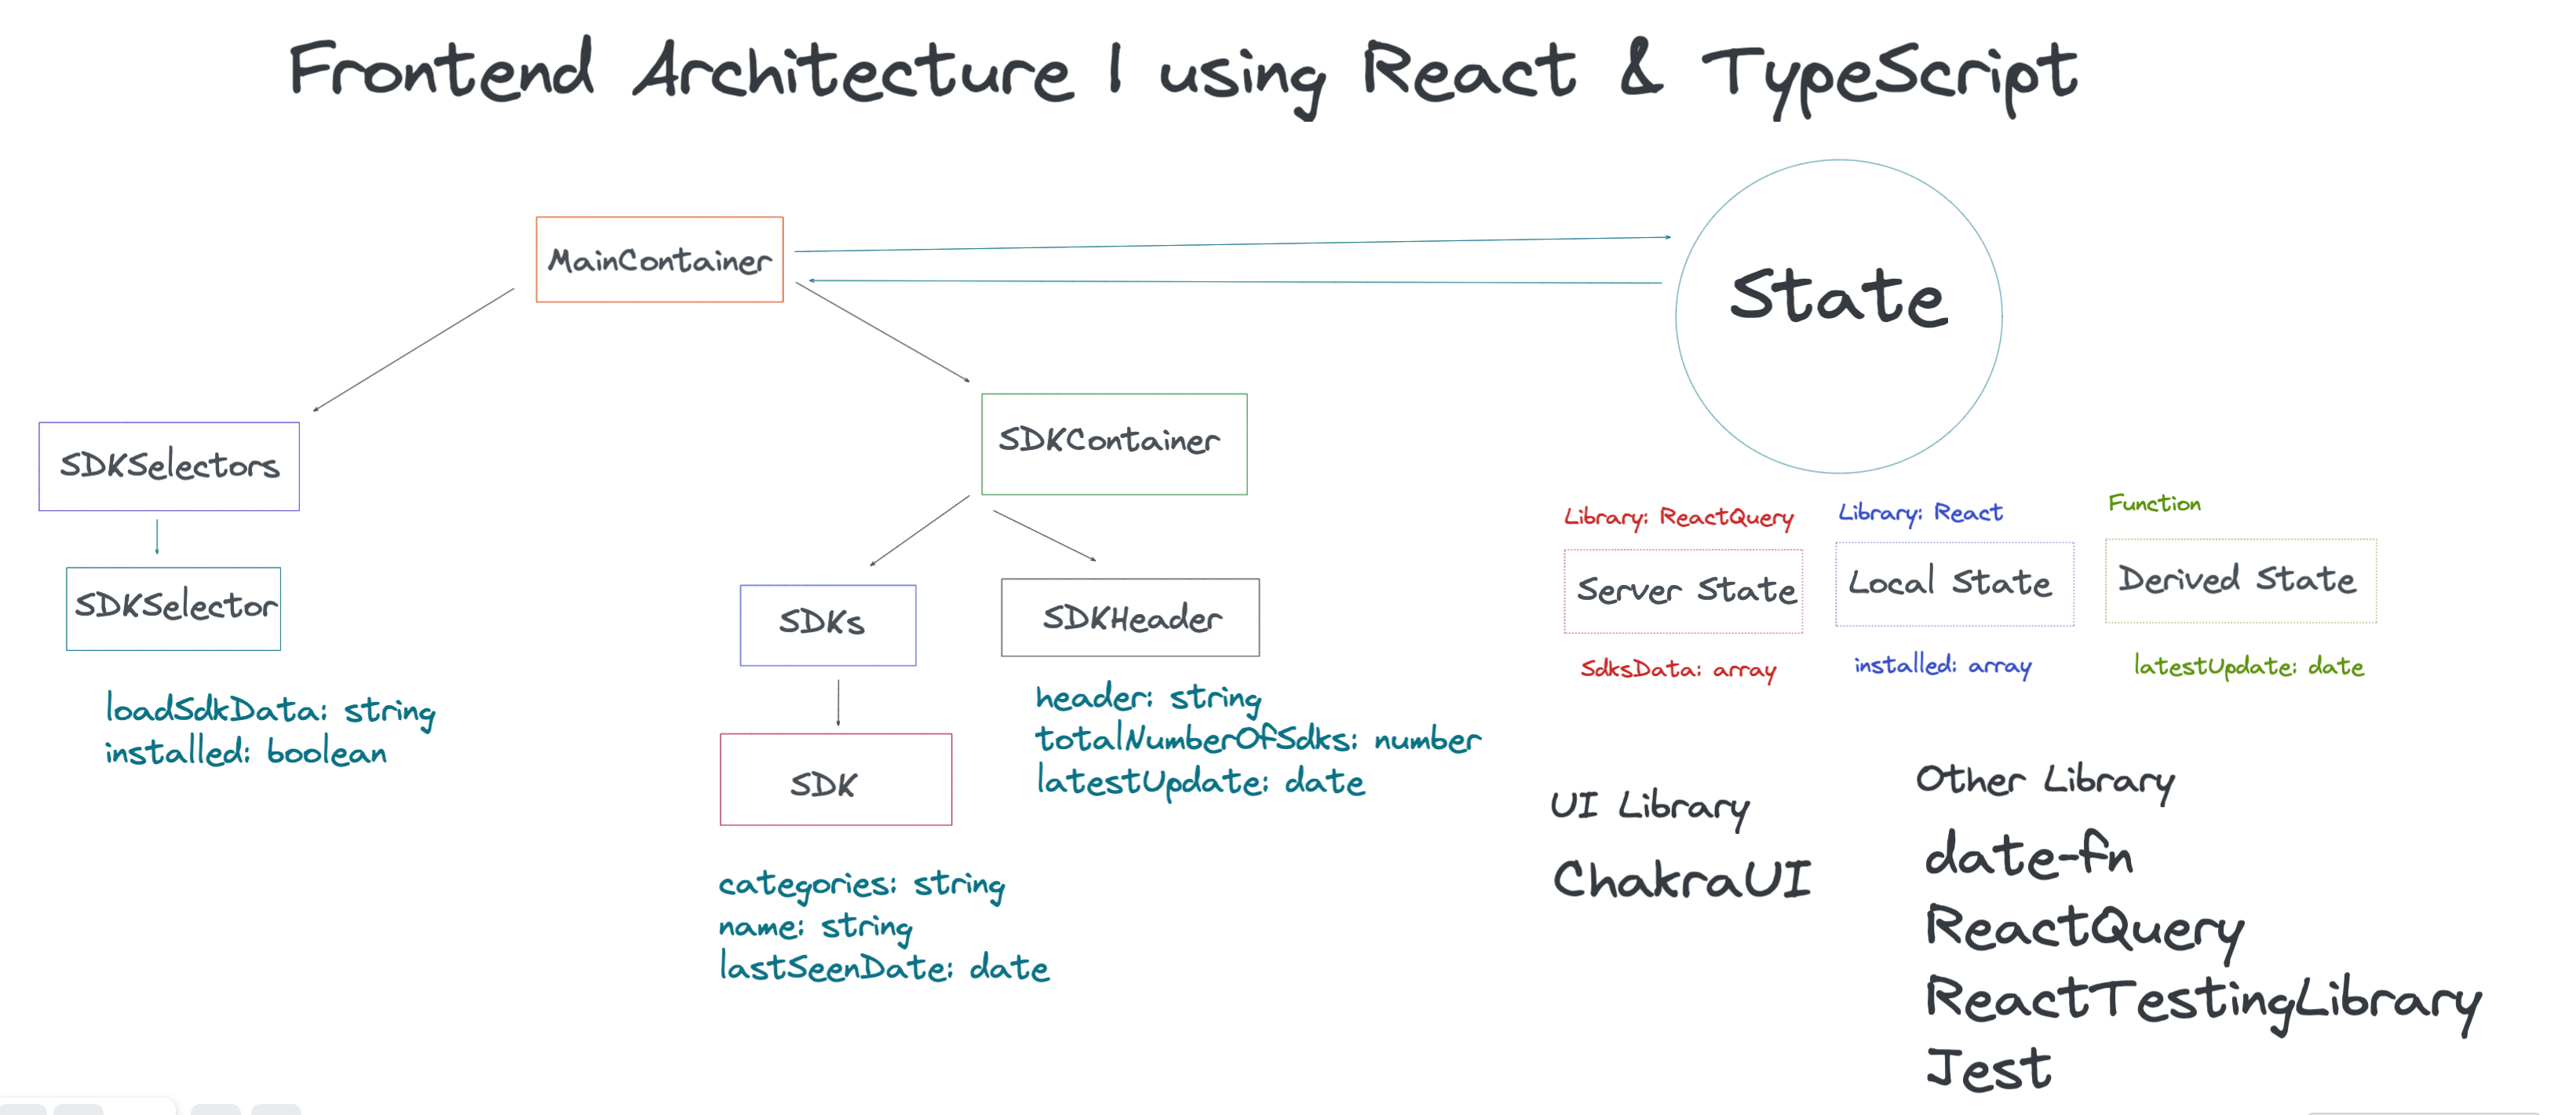 Frontend Architecture | using React & TypeScript
MainContainer
State
SDKSelectors
SDKContainer
SDKSelector
SDKs
SDKHeader
loadSdkData: string
installed: boolean
header: string
totalNumberOfSdks: number
latestUpdate: date
SDK
categories: string
name: string
lastSeenDate: date
Library: ReactQuery
Server State
SdksData: array
Library: React
Local State
installed: array
Function
Derived State
latestUpdate: date
UI Library
ChakraUI
Other Library
date-fn
ReactQuery
ReactTestingLibrary
Jest